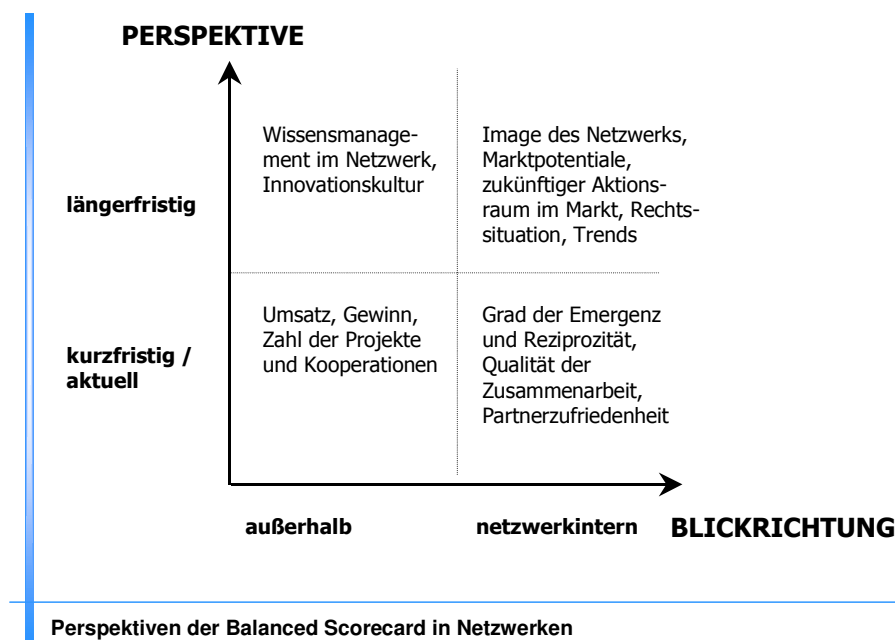 PERSPEKTIVE
Wissensmanage-
ment im Netzwerk,
Innovationskultur
Image des Netzwerks,
Marktpotentiale,
zukünftiger Aktions-
raum im Markt, Rechts-
situation, Trends
längerfristig
Umsatz, Gewinn,
Zahl der Projekte
und Kooperationen
Grad der Emergenz
und Reziprozität,
Qualität der
Zusammenarbeit,
Partnerzufriedenheit
kurzfristig /
aktuell
außerhalb
netzwerkintern
BLICKRICHTUNG
Perspektiven der Balanced Scorecard in Netzwerken